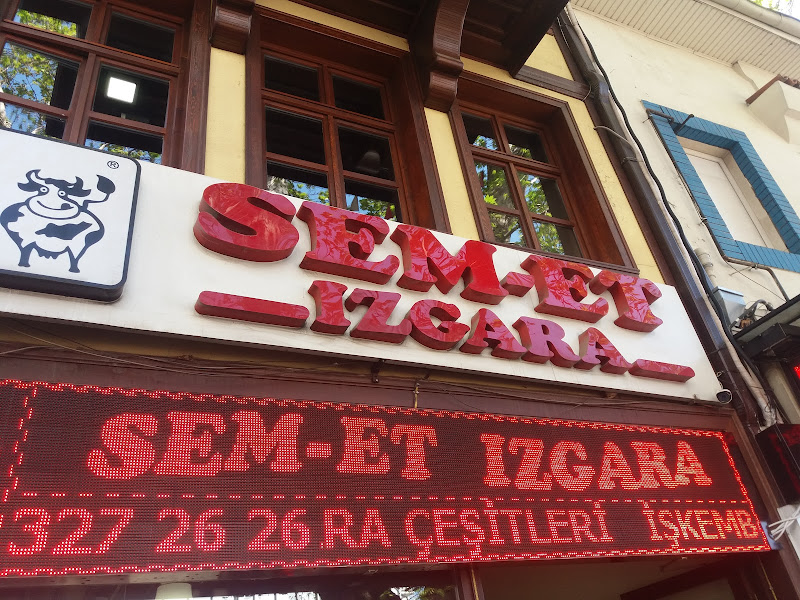 ®
SEM-ET
IZGARA
SEM-ET IZGARA
327 26 26.RA ÇEŞİTLERİ İŞKEMB